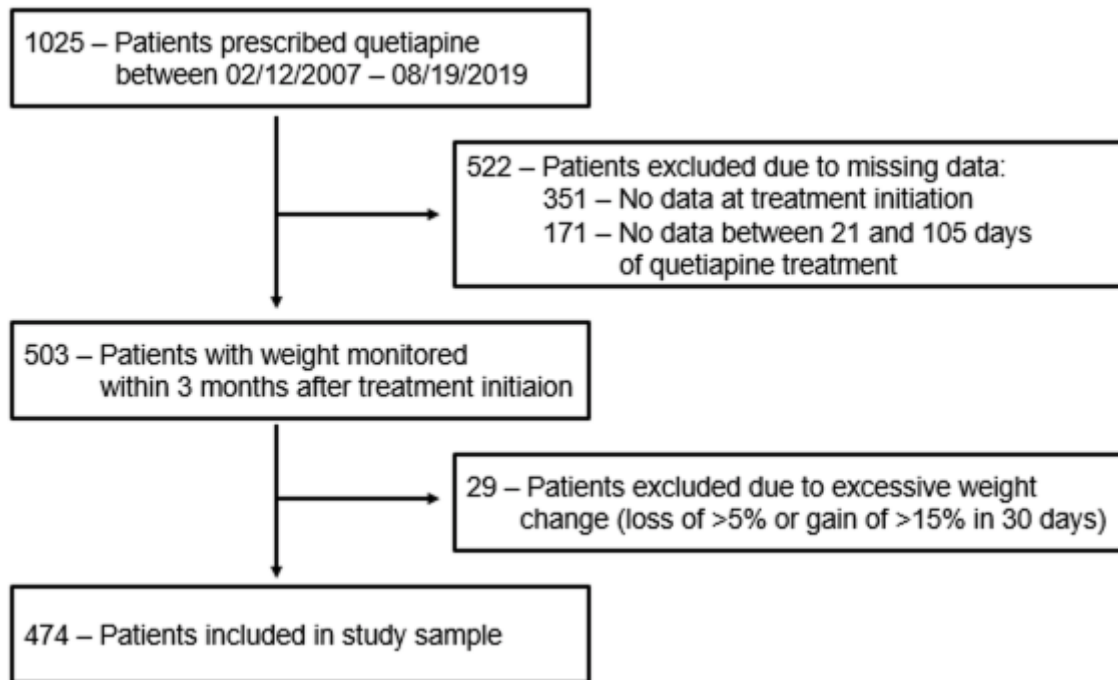 1025 – Patients prescribed quetiapine
between 02/12/2007 – 08/19/2019
522 – Patients excluded due to missing data:
351 – No data at treatment initiation
171 – No data between 21 and 105 days
of quetiapine treatment
503 – Patients with weight monitored
within 3 months after treatment initiaion
29 – Patients excluded due to excessive weight
change (loss of >5% or gain of >15% in 30 days)
474 – Patients included in study sample